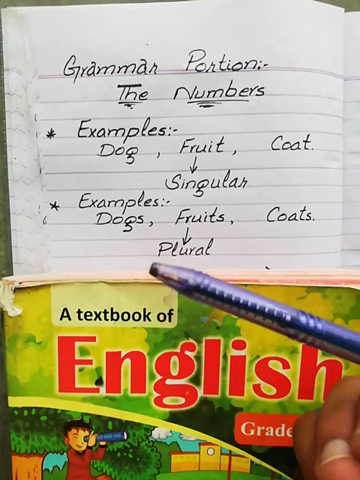 Grammar Portion:-
The Numbers
* Examples:-
Dog , Fruit , Coat.
↓
Singular
* Examples:-
Dogs, Fruits, Coats.
↓
Plural
A textbook of
English
Grade